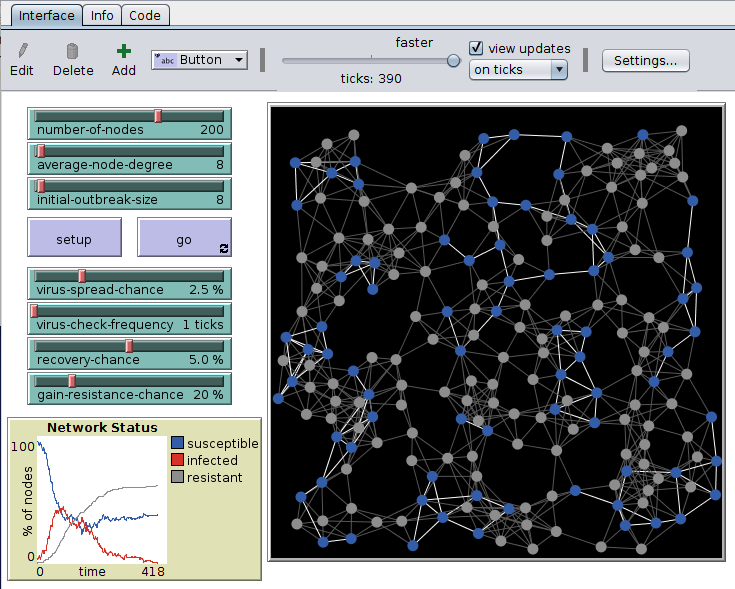 Interface Info Code
faster
view updates
Edit Delete Add abc Button ticks: 390 on ticks Settings...
number-of-nodes 200
average-node-degree 8
initial-outbreak-size 8
setup go
virus-spread-chance 2.5 %
virus-check-frequency 1 ticks
recovery-chance 5.0 %
gain-resistance-chance 20 %
Network Status
100
% of nodes
0
0 time 418
susceptible
infected
resistant